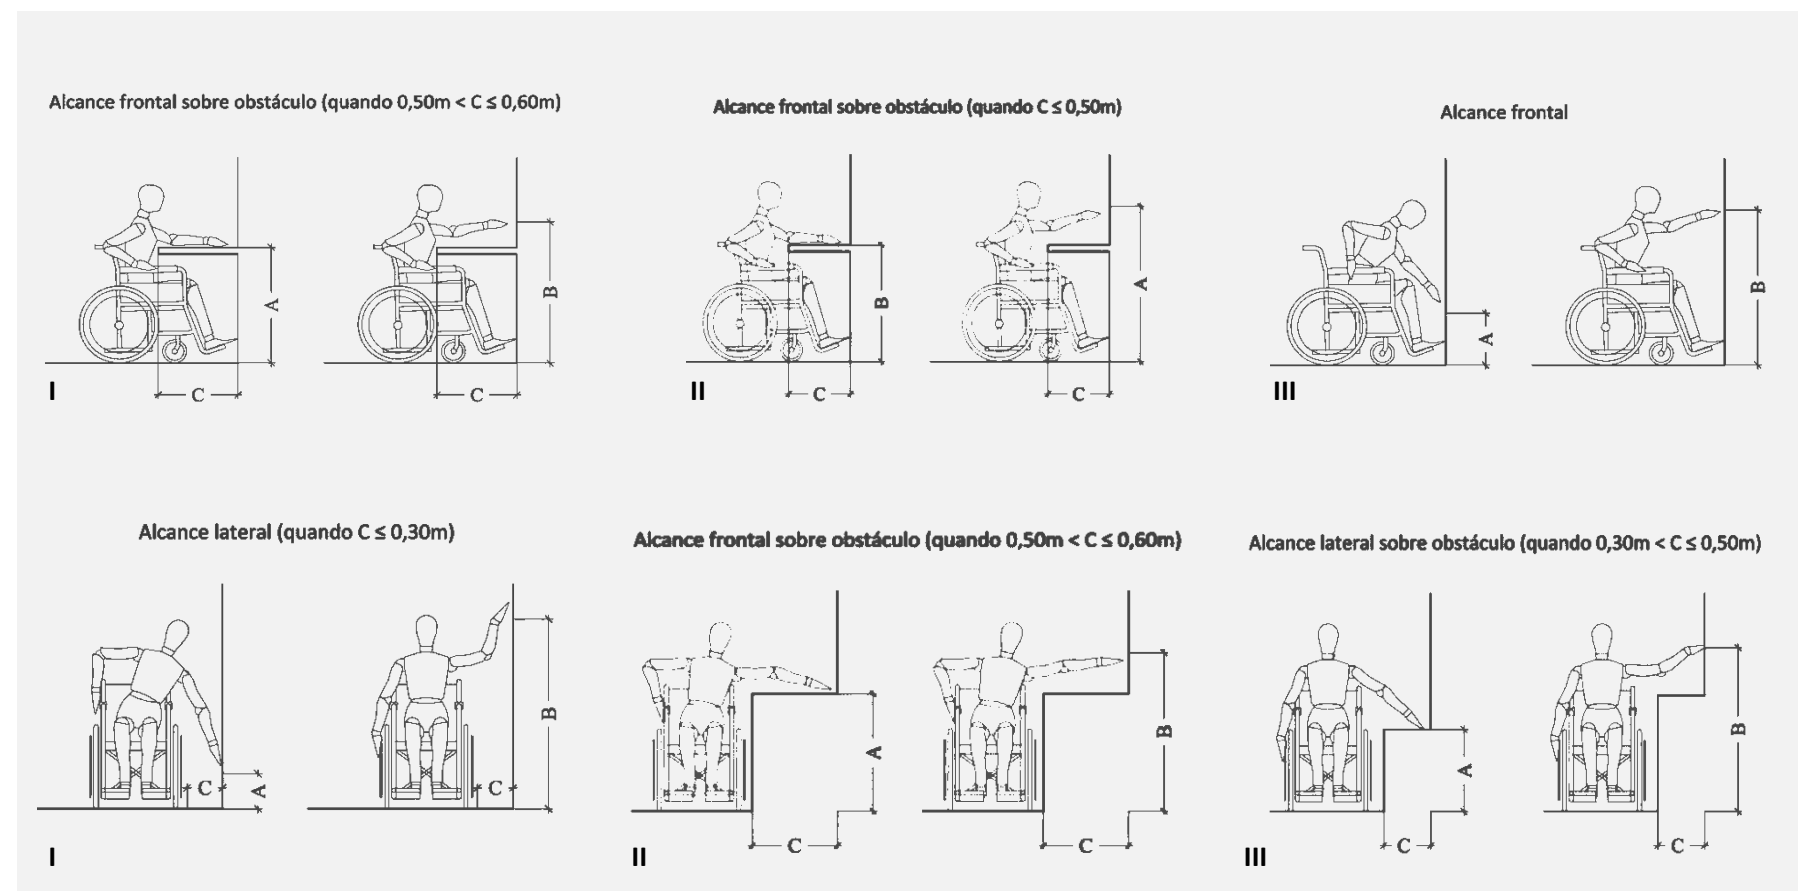 Alcance frontal sobre obstáculo (quando 0,50m < C ≤ 0,60m)
Alcance frontal sobre obstáculo (quando C ≤ 0,50m)
Alcance frontal
A
C
B
C
I
B
C
A
C
II
A
B
III
Alcance lateral (quando C ≤ 0,30m)
Alcance frontal sobre obstáculo (quando 0,50m < C ≤ 0,60m)
Alcance lateral sobre obstáculo (quando 0,30m < C ≤ 0,50m)
C
A
C
B
I
A
C
B
C
II
A
C
B
C
III